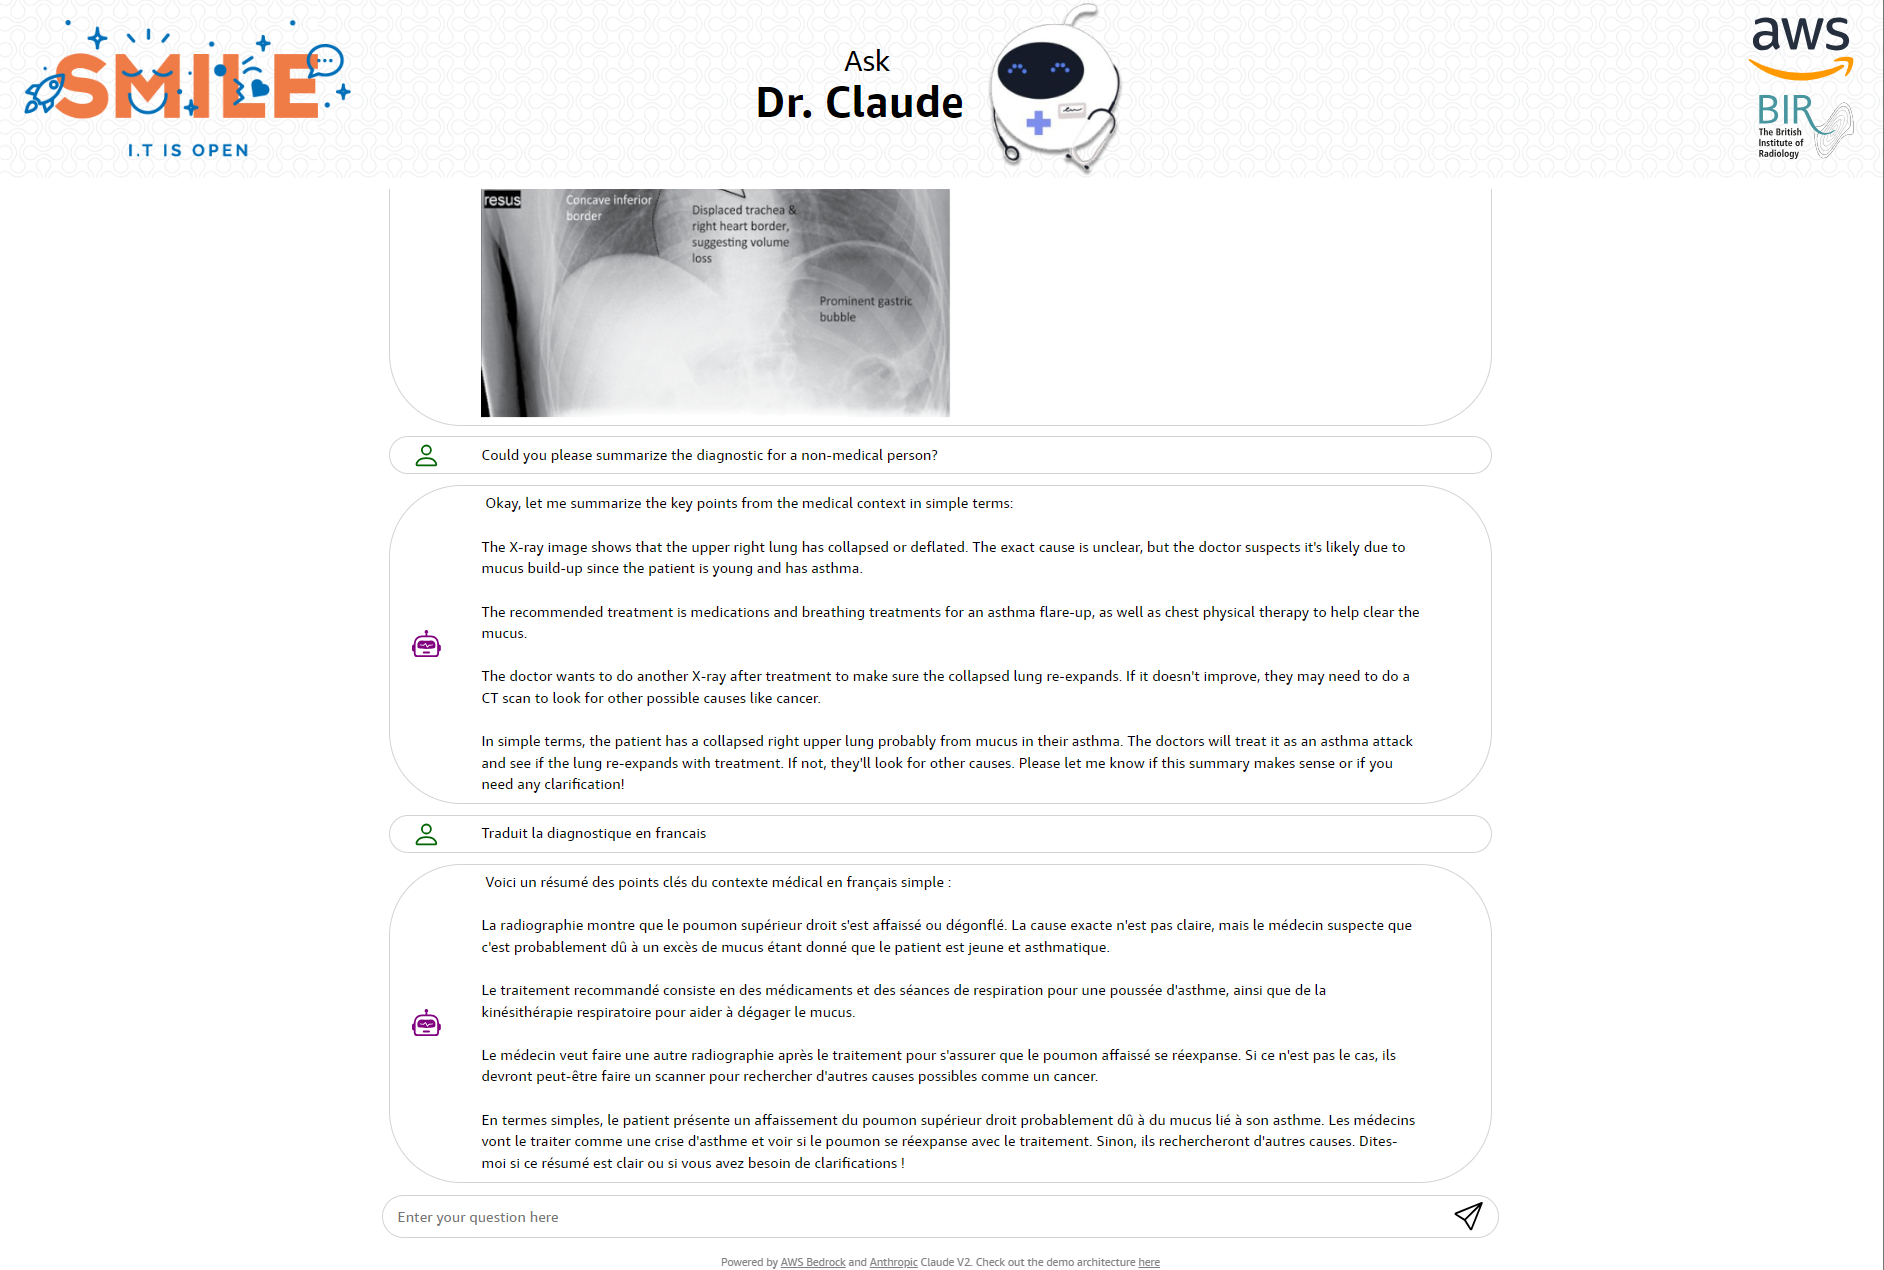 SMILE
I.T IS OPEN
Ask
Dr. Claude
aws
BIR
The British
Institute of
Radiology
resus
Concave inferior
border
Displaced trachea &
right heart border,
suggesting volume
loss
Prominent gastric
bubble
Could you please summarize the diagnostic for a non-medical person?
Okay, let me summarize the key points from the medical context in simple terms:
The X-ray image shows that the upper right lung has collapsed or deflated. The exact cause is unclear, but the doctor suspects it's likely due to
mucus build-up since the patient is young and has asthma.
The recommended treatment is medications and breathing treatments for an asthma flare-up, as well as chest physical therapy to help clear the
mucus.
The doctor wants to do another X-ray after treatment to make sure the collapsed lung re-expands. If it doesn't improve, they may need to do a
CT scan to look for other possible causes like cancer.
In simple terms, the patient has a collapsed right upper lung probably from mucus in their asthma. The doctors will treat it as an asthma attack
and see if the lung re-expands with treatment. If not, they'll look for other causes. Please let me know if this summary makes sense or if you
need any clarification!
Traduit la diagnostique en francais
Voici un résumé des points clés du contexte médical en français simple :
La radiographie montre que le poumon supérieur droit s'est affaissé ou dégonflé. La cause exacte n'est pas claire, mais le médecin suspecte que
c'est probablement dû à un excès de mucus étant donné que le patient est jeune et asthmatique.
Le traitement recommandé consiste en des médicaments et des séances de respiration pour une poussée d'asthme, ainsi que de la
kinésithérapie respiratoire pour aider à dégager le mucus.
Le médecin veut faire une autre radiographie après le traitement pour s'assurer que le poumon affaissé se réexpanse. Si ce n'est pas le cas, ils
devront peut-être faire un scanner pour rechercher d'autres causes possibles comme un cancer.
En termes simples, le patient présente un affaissement du poumon supérieur droit probablement dû à du mucus lié à son asthme. Les médecins
vont le traiter comme une crise d'asthme et voir si le poumon se réexpanse avec le traitement. Sinon, ils rechercheront d'autres causes. Dites-
moi si ce résumé est clair ou si vous avez besoin de clarifications !
Enter your question here
Powered by AWS Bedrock and Anthropic Claude V2. Check out the demo architecture here